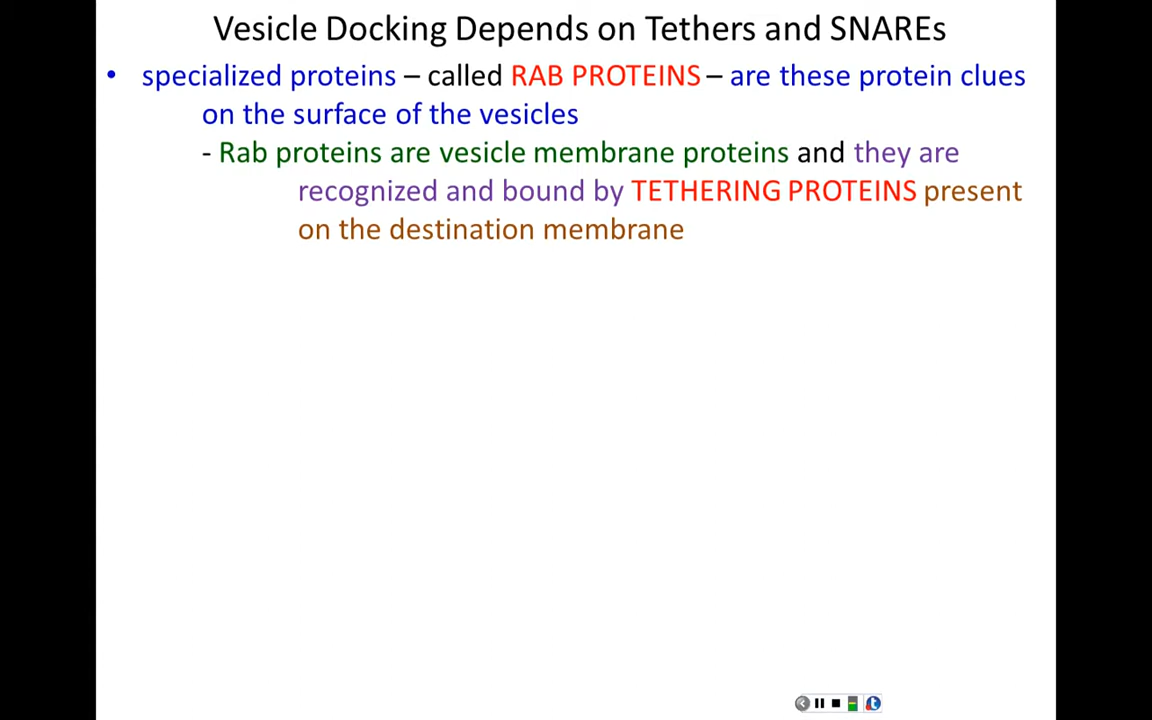 Vesicle Docking Depends on Tethers and SNAREs
• specialized proteins – called RAB PROTEINS – are these protein clues
on the surface of the vesicles
- Rab proteins are vesicle membrane proteins and they are
recognized and bound by TETHERING PROTEINS present
on the destination membrane